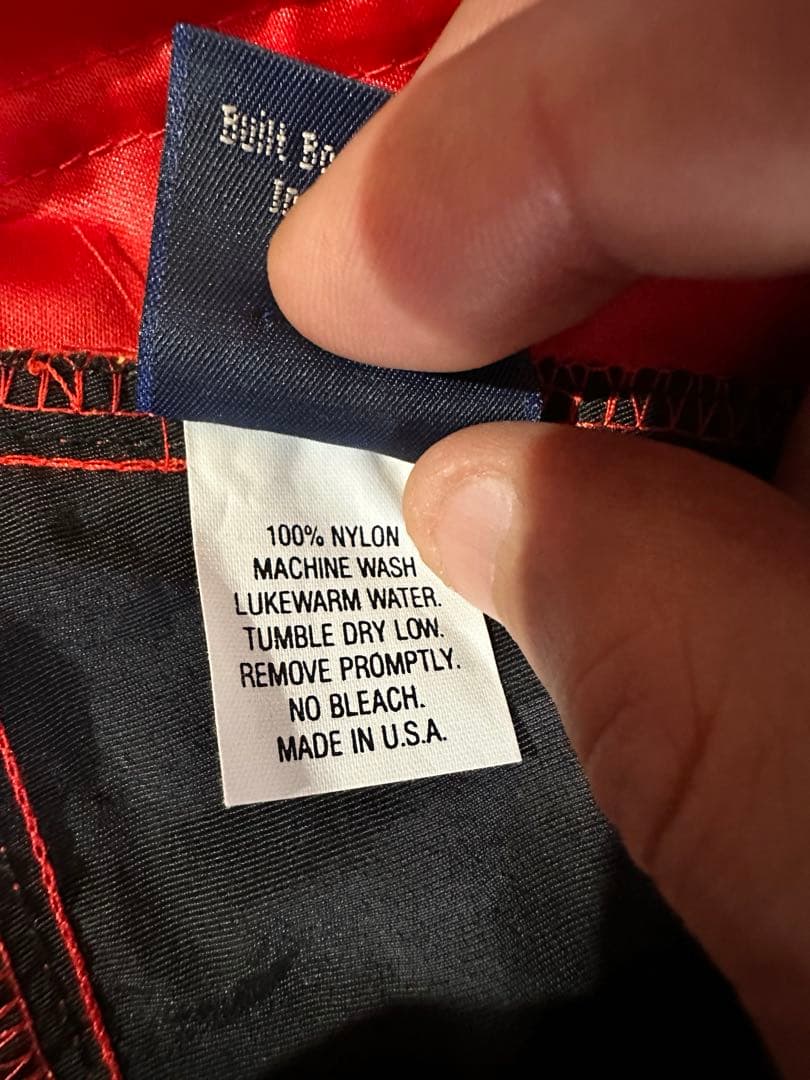 Built
100% NYLON
MACHINE WASH
LUKEWARM WATER.
TUMBLE DRY LOW.
REMOVE PROMPTLY.
NO BLEACH.
MADE IN U.S.A.